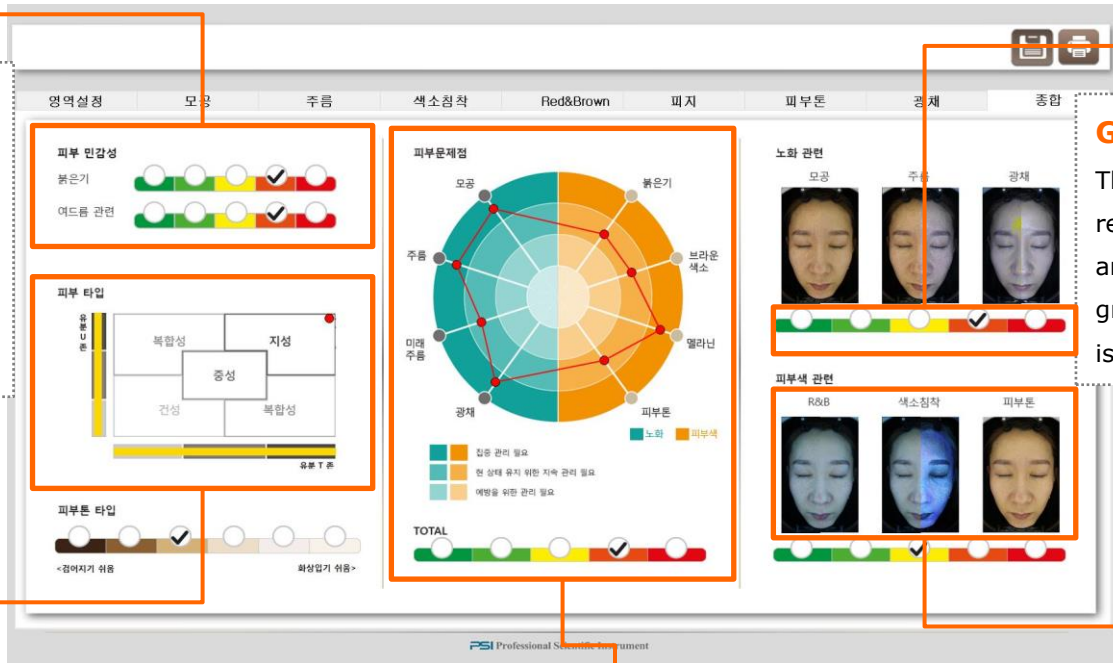 영역설정
모공
주름
색소침착
Red&Brown
피지
피부톤
광채
종합
피부 민감성
붉은기
여드름 관련
피부 타입
유분 U 존
복합성
지성
중성
건성
복합성
유분 T 존
피부톤 타입
<검어지기 쉬움
화상입기 쉬움>
피부문제점
모공
붉은기
주름
브라운
색소
미래
주름
멜라닌
광채
피부톤
노화
피부색
집중 관리 필요
현 상태 유지 위한 지속 관리 필요
예방을 위한 관리 필요
TOTAL
노화 관련
모공
주름
광채
피부색 관련
R&B
색소침착
피부톤
G
Th
re
ar
gr
is
PSI Professional Scientific Instrument